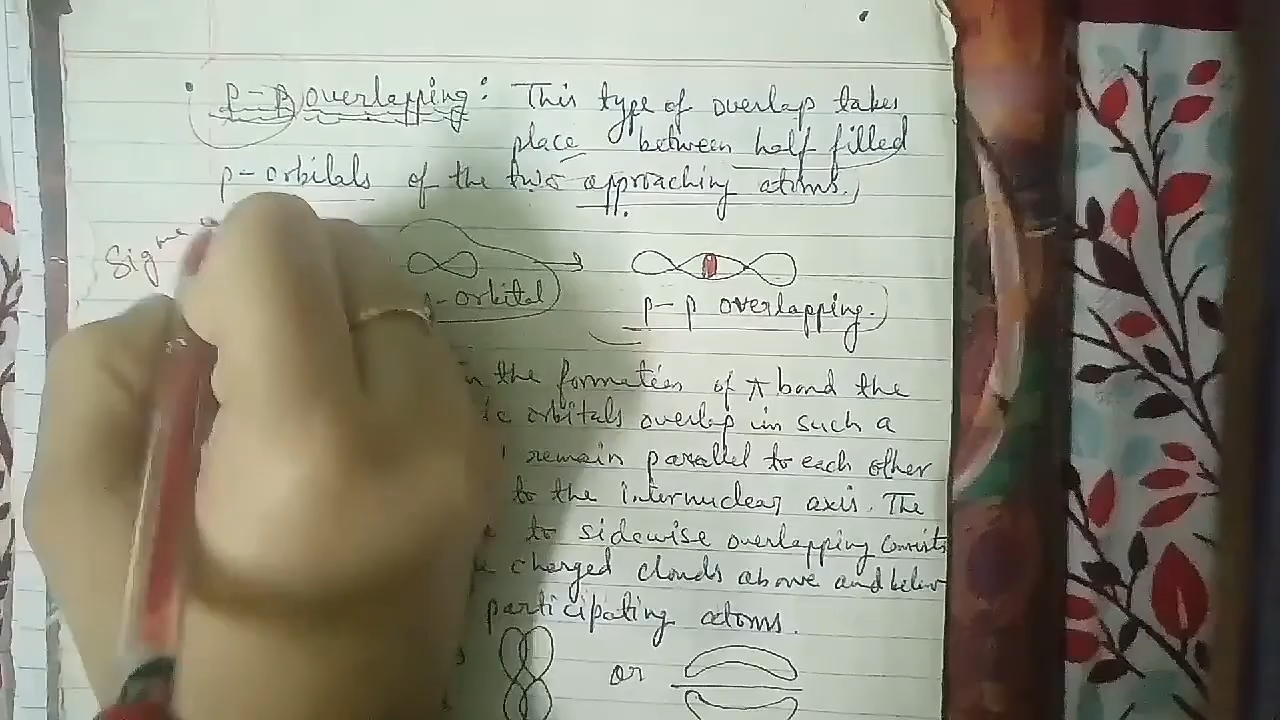 p-p overlapping: This type of overlap takes
place between half filled
p-orbitals of the two approaching atoms.
Sigma
p-orbital
p-p overlapping.
in the formation of π bond the
orbitals overlap in such a
remain parallel to each other
to the internuclear axis. The
to sidewise overlapping consists
charged clouds above and below
participating atoms.
or